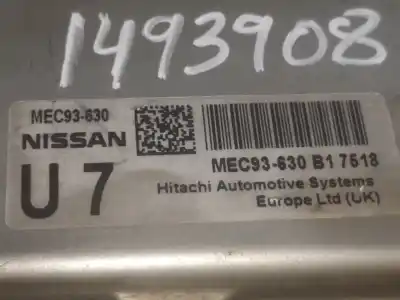 1493908
MEC93-630
NISSAN
U 7
MEC93-630 B1 7518
Hitachi Automotive Systems
Europe Ltd (UK)